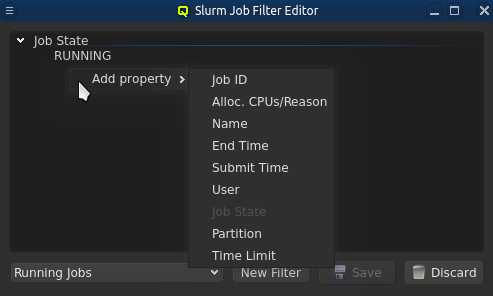 Slurm Job Filter Editor
Job State
RUNNING
Add property
Job ID
Alloc. CPUs/Reason
Name
End Time
Submit Time
User
Job State
Partition
Time Limit
Running Jobs
New Filter
Save
Discard